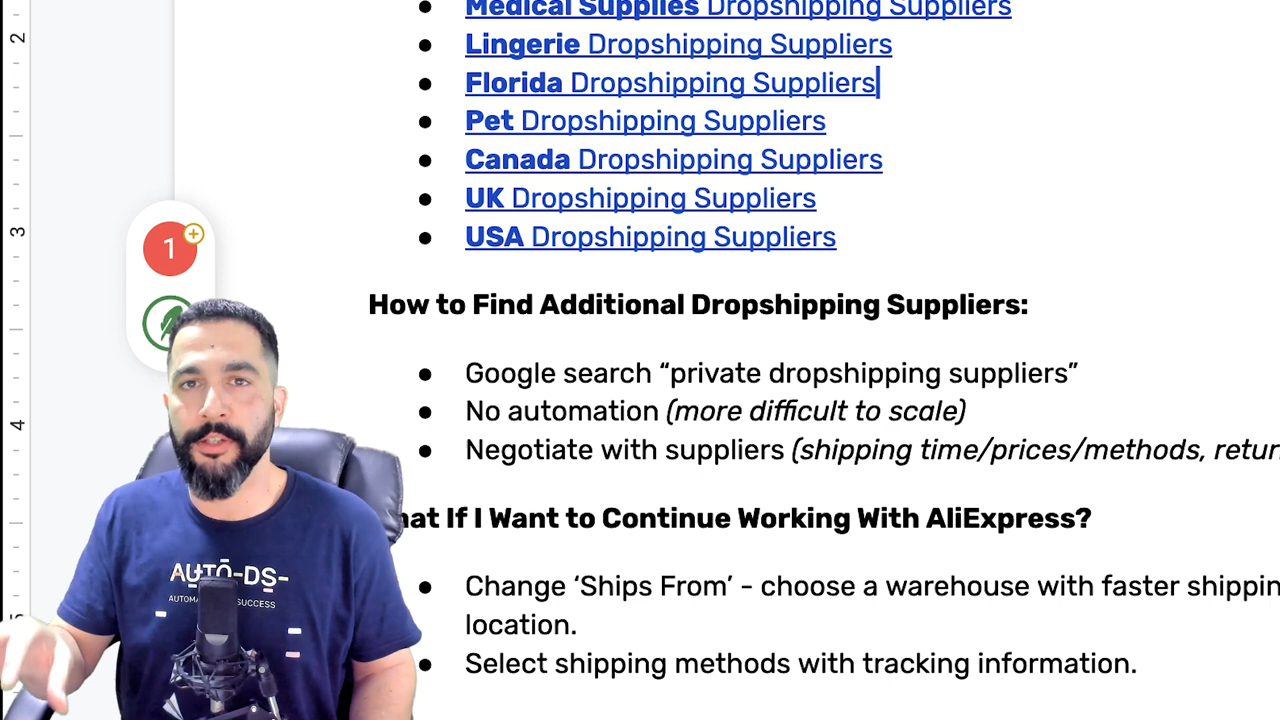 2
Medical Supplies Dropshipping Suppliers
Lingerie Dropshipping Suppliers
Florida Dropshipping Suppliers
Pet Dropshipping Suppliers
Canada Dropshipping Suppliers
UK Dropshipping Suppliers
3
USA Dropshipping Suppliers
1
How to Find Additional Dropshipping Suppliers:
Google search “private dropshipping suppliers”
4
No automation (more difficult to scale)
Negotiate with suppliers (shipping time/prices/methods, retur
hat If I Want to Continue Working With AliExpress?
Change ‘Ships From’ - choose a warehouse with faster shippin
location.
Select shipping methods with tracking information.
AUTO-DS-